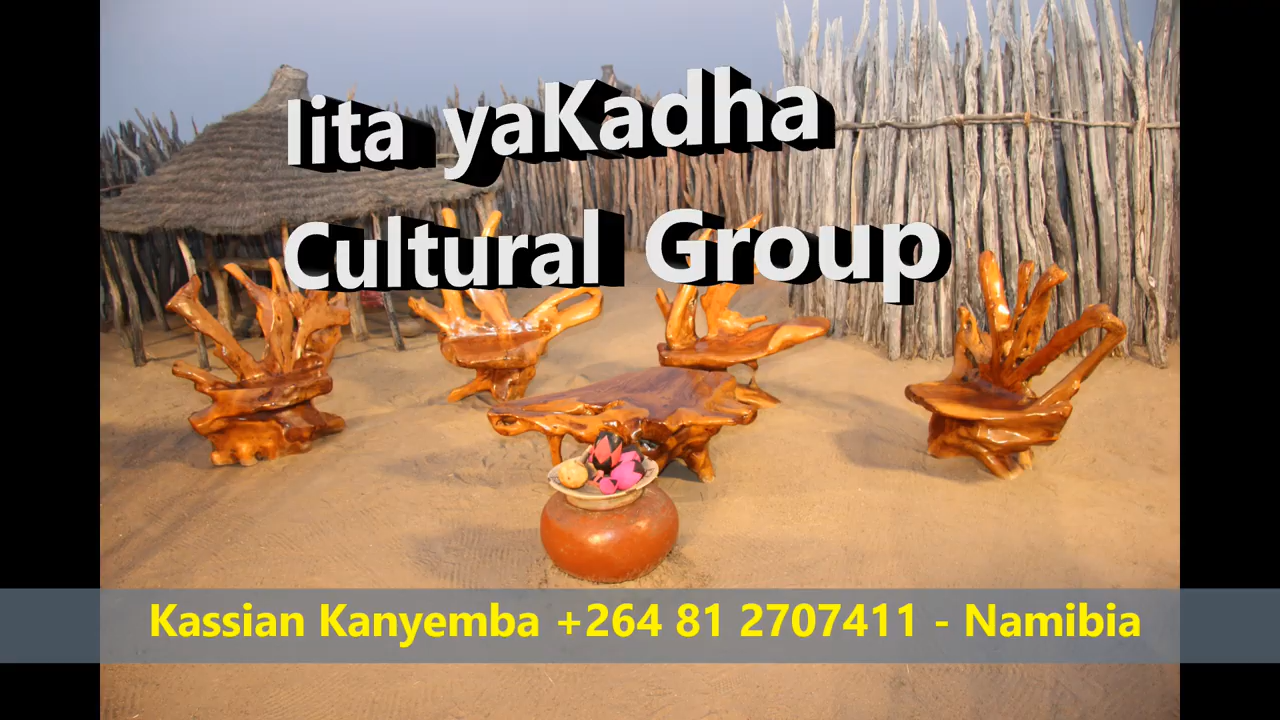 Iita yaKadha
Cultural Group
Kassian Kanyemba +264 81 2707411 - Namibia